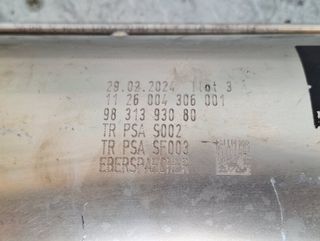 29.02.2024 Ilot 3
11 26 004 306 001
98 313 930 80
TR PSA S002
TR PSA SF003
EBERSPAECHER